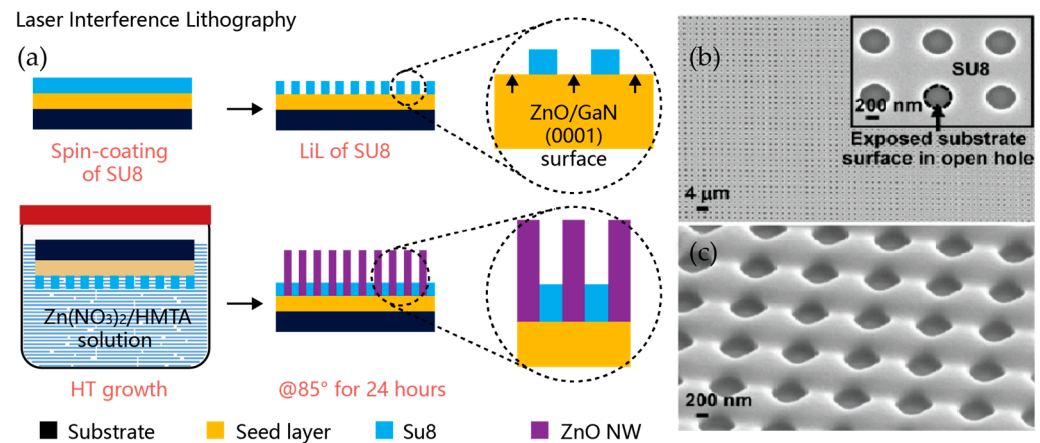 Laser Interference Lithography
(a)
Spin-coating
of SU8
LiL of SU8
ZnO/GaN
(0001)
surface
Zn(NO3)2/HMTA
solution
HT growth
@85° for 24 hours
Substrate
Seed layer
Su8
ZnO NW
(b)
SU8
200 nm
Exposed substrate
surface in open hole
4 μm
(c)
200 nm